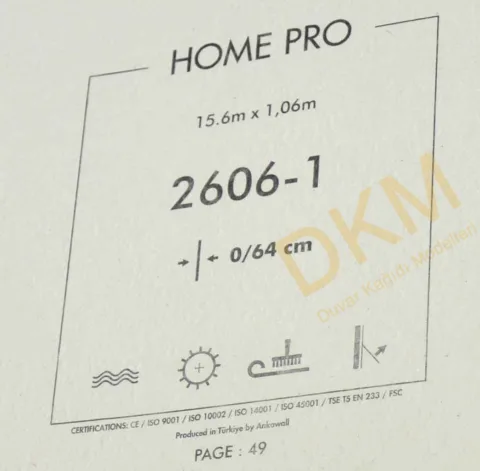 HOME PRO
15.6m x 1,06m
2606-1
0/64 cm
DKM
Duvar Kağıdı Modelleri
CERTIFICATIONS: CE / ISO 9001 / ISO 10002 / ISO 14001 / ISO 45001 / TSE TS EN 233 / FSC
Produced in Türkiye by Ankawall
PAGE : 49